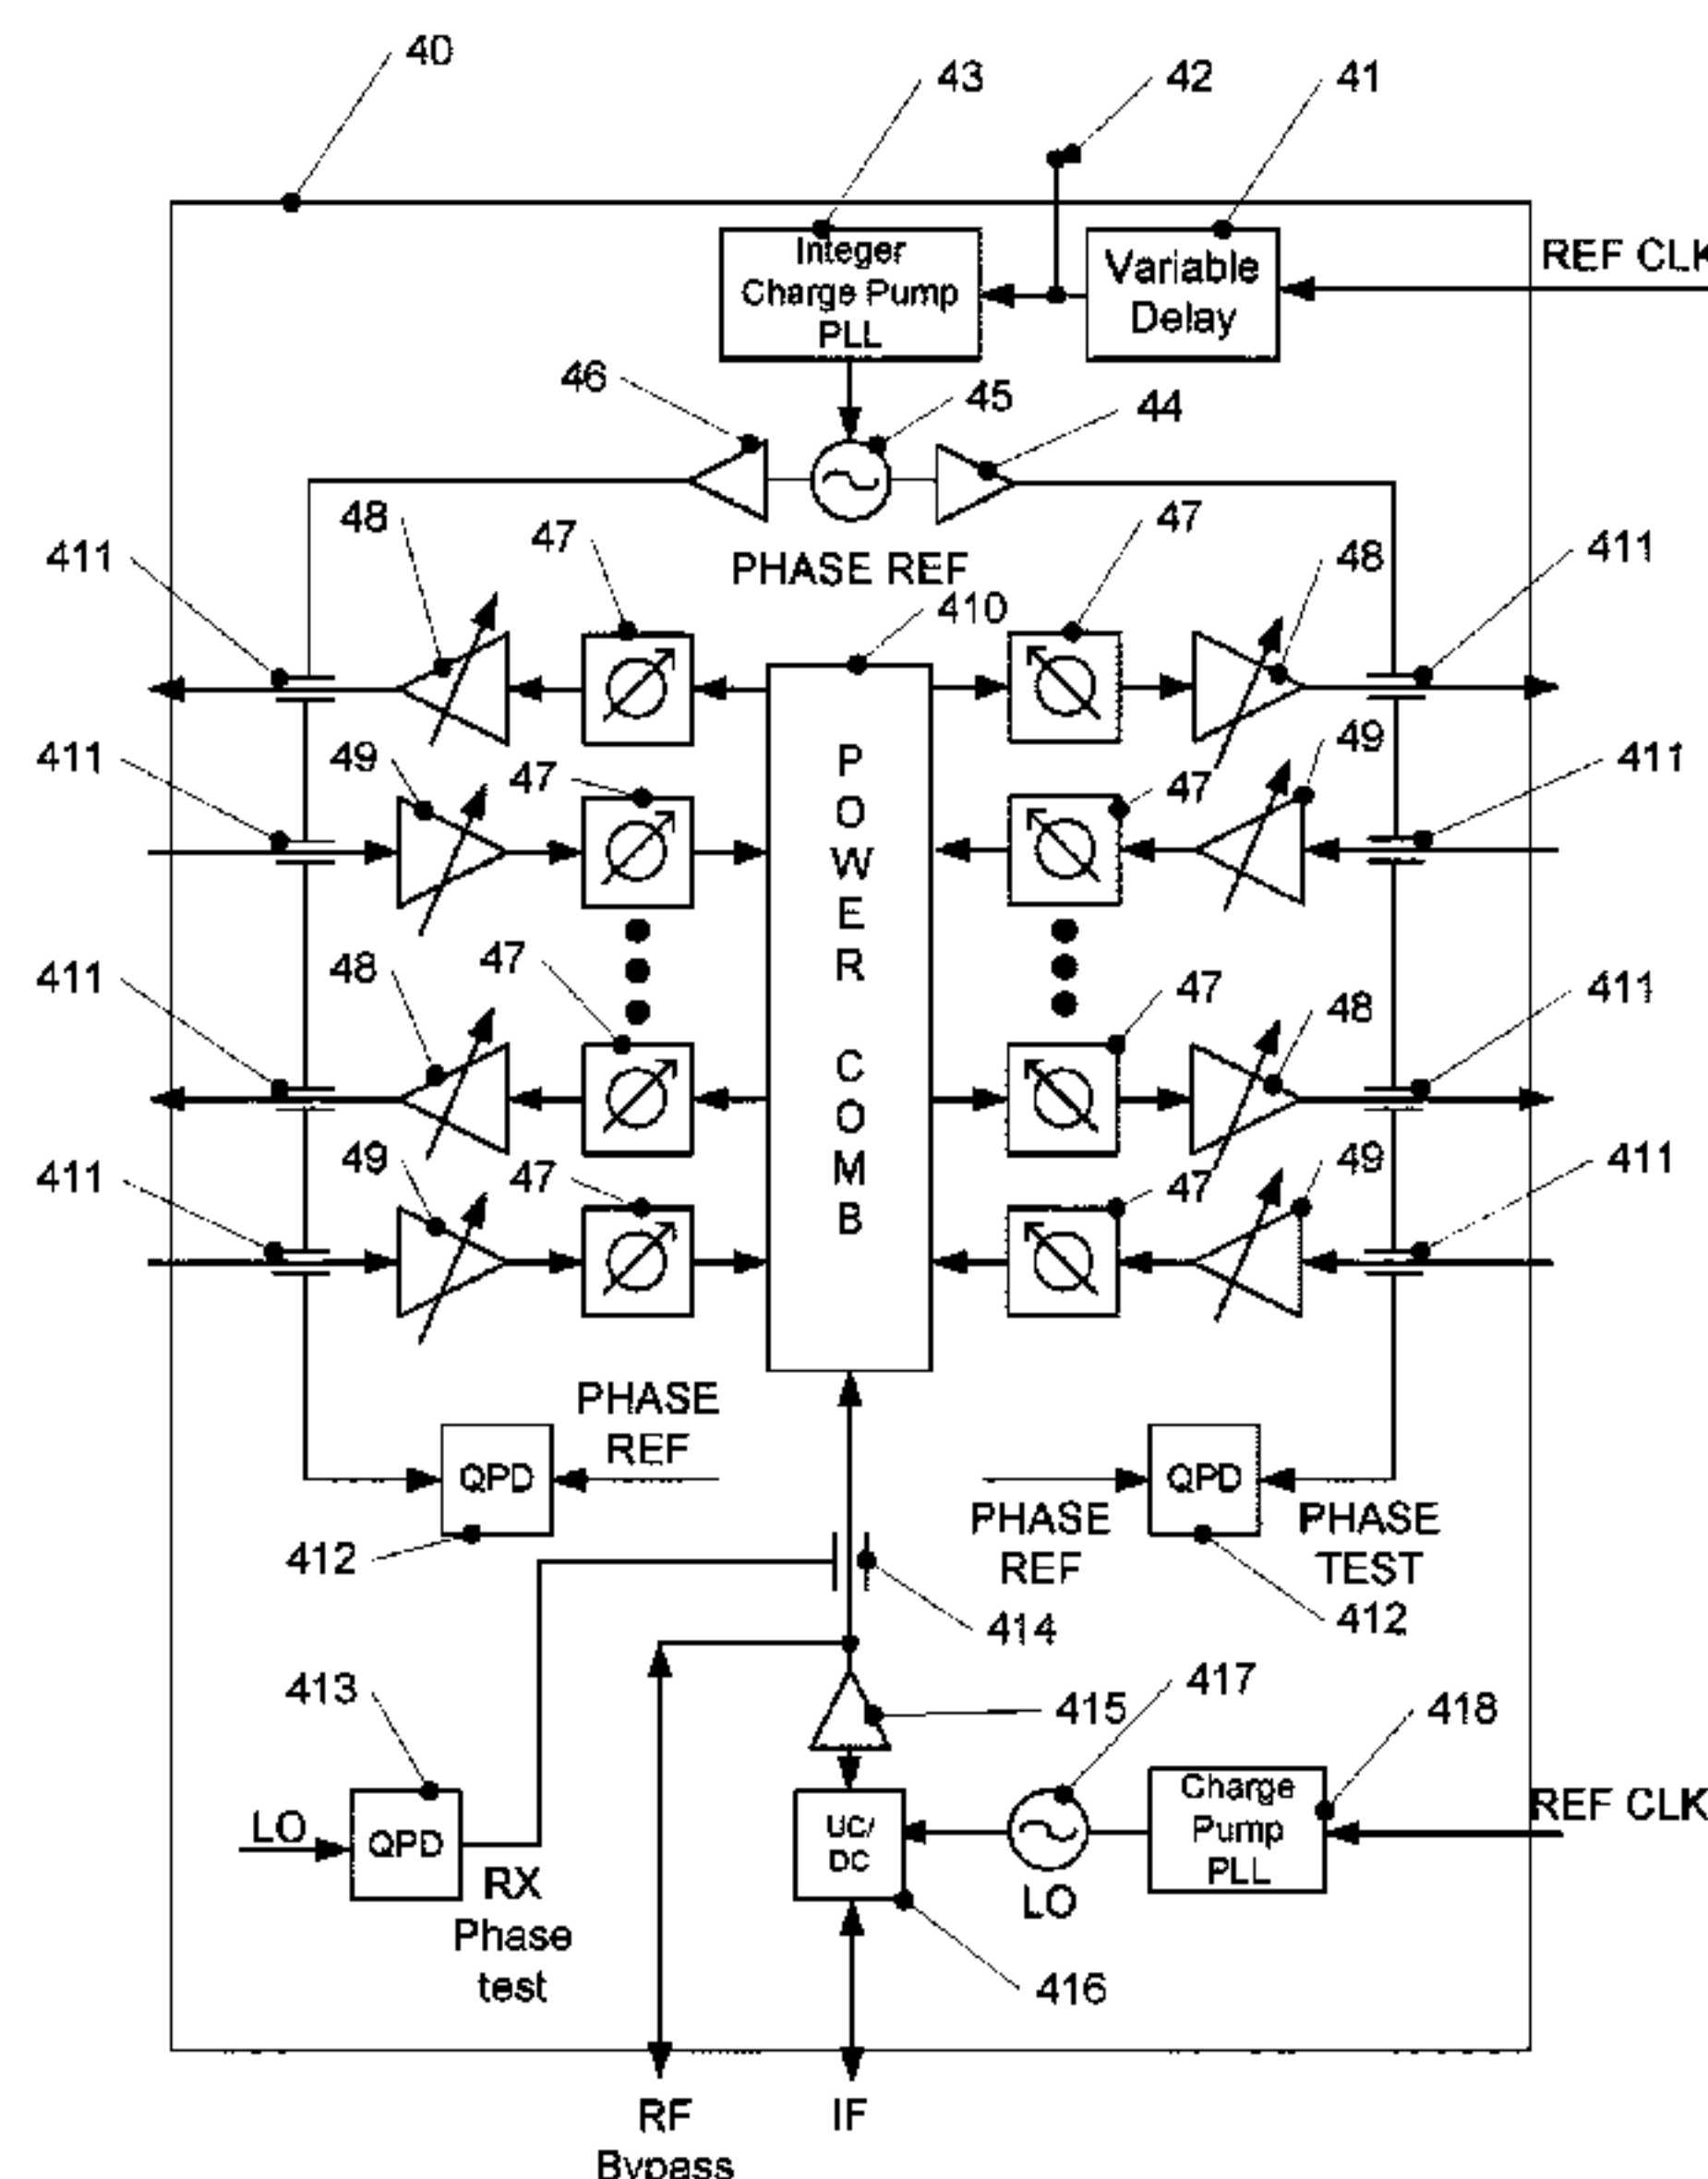 40
43
42
41
Integer
Charge Pump
PLL
Variable
Delay
REF CLK
46
45
44
48
47
PHASE REF
47
48
411
411
410
49
47
47
49
411
411
POWER COMB
48
47
47
48
411
411
49
47
47
49
411
411
PHASE
REF
QPD
412
QPD
PHASE
REF
PHASE
TEST
412
414
413
417
415
418
LO
QPD
RX
Phase
test
UC/
DC
LO
Charge
Pump
PLL
REF CLK
416
RF
Bypass
IF